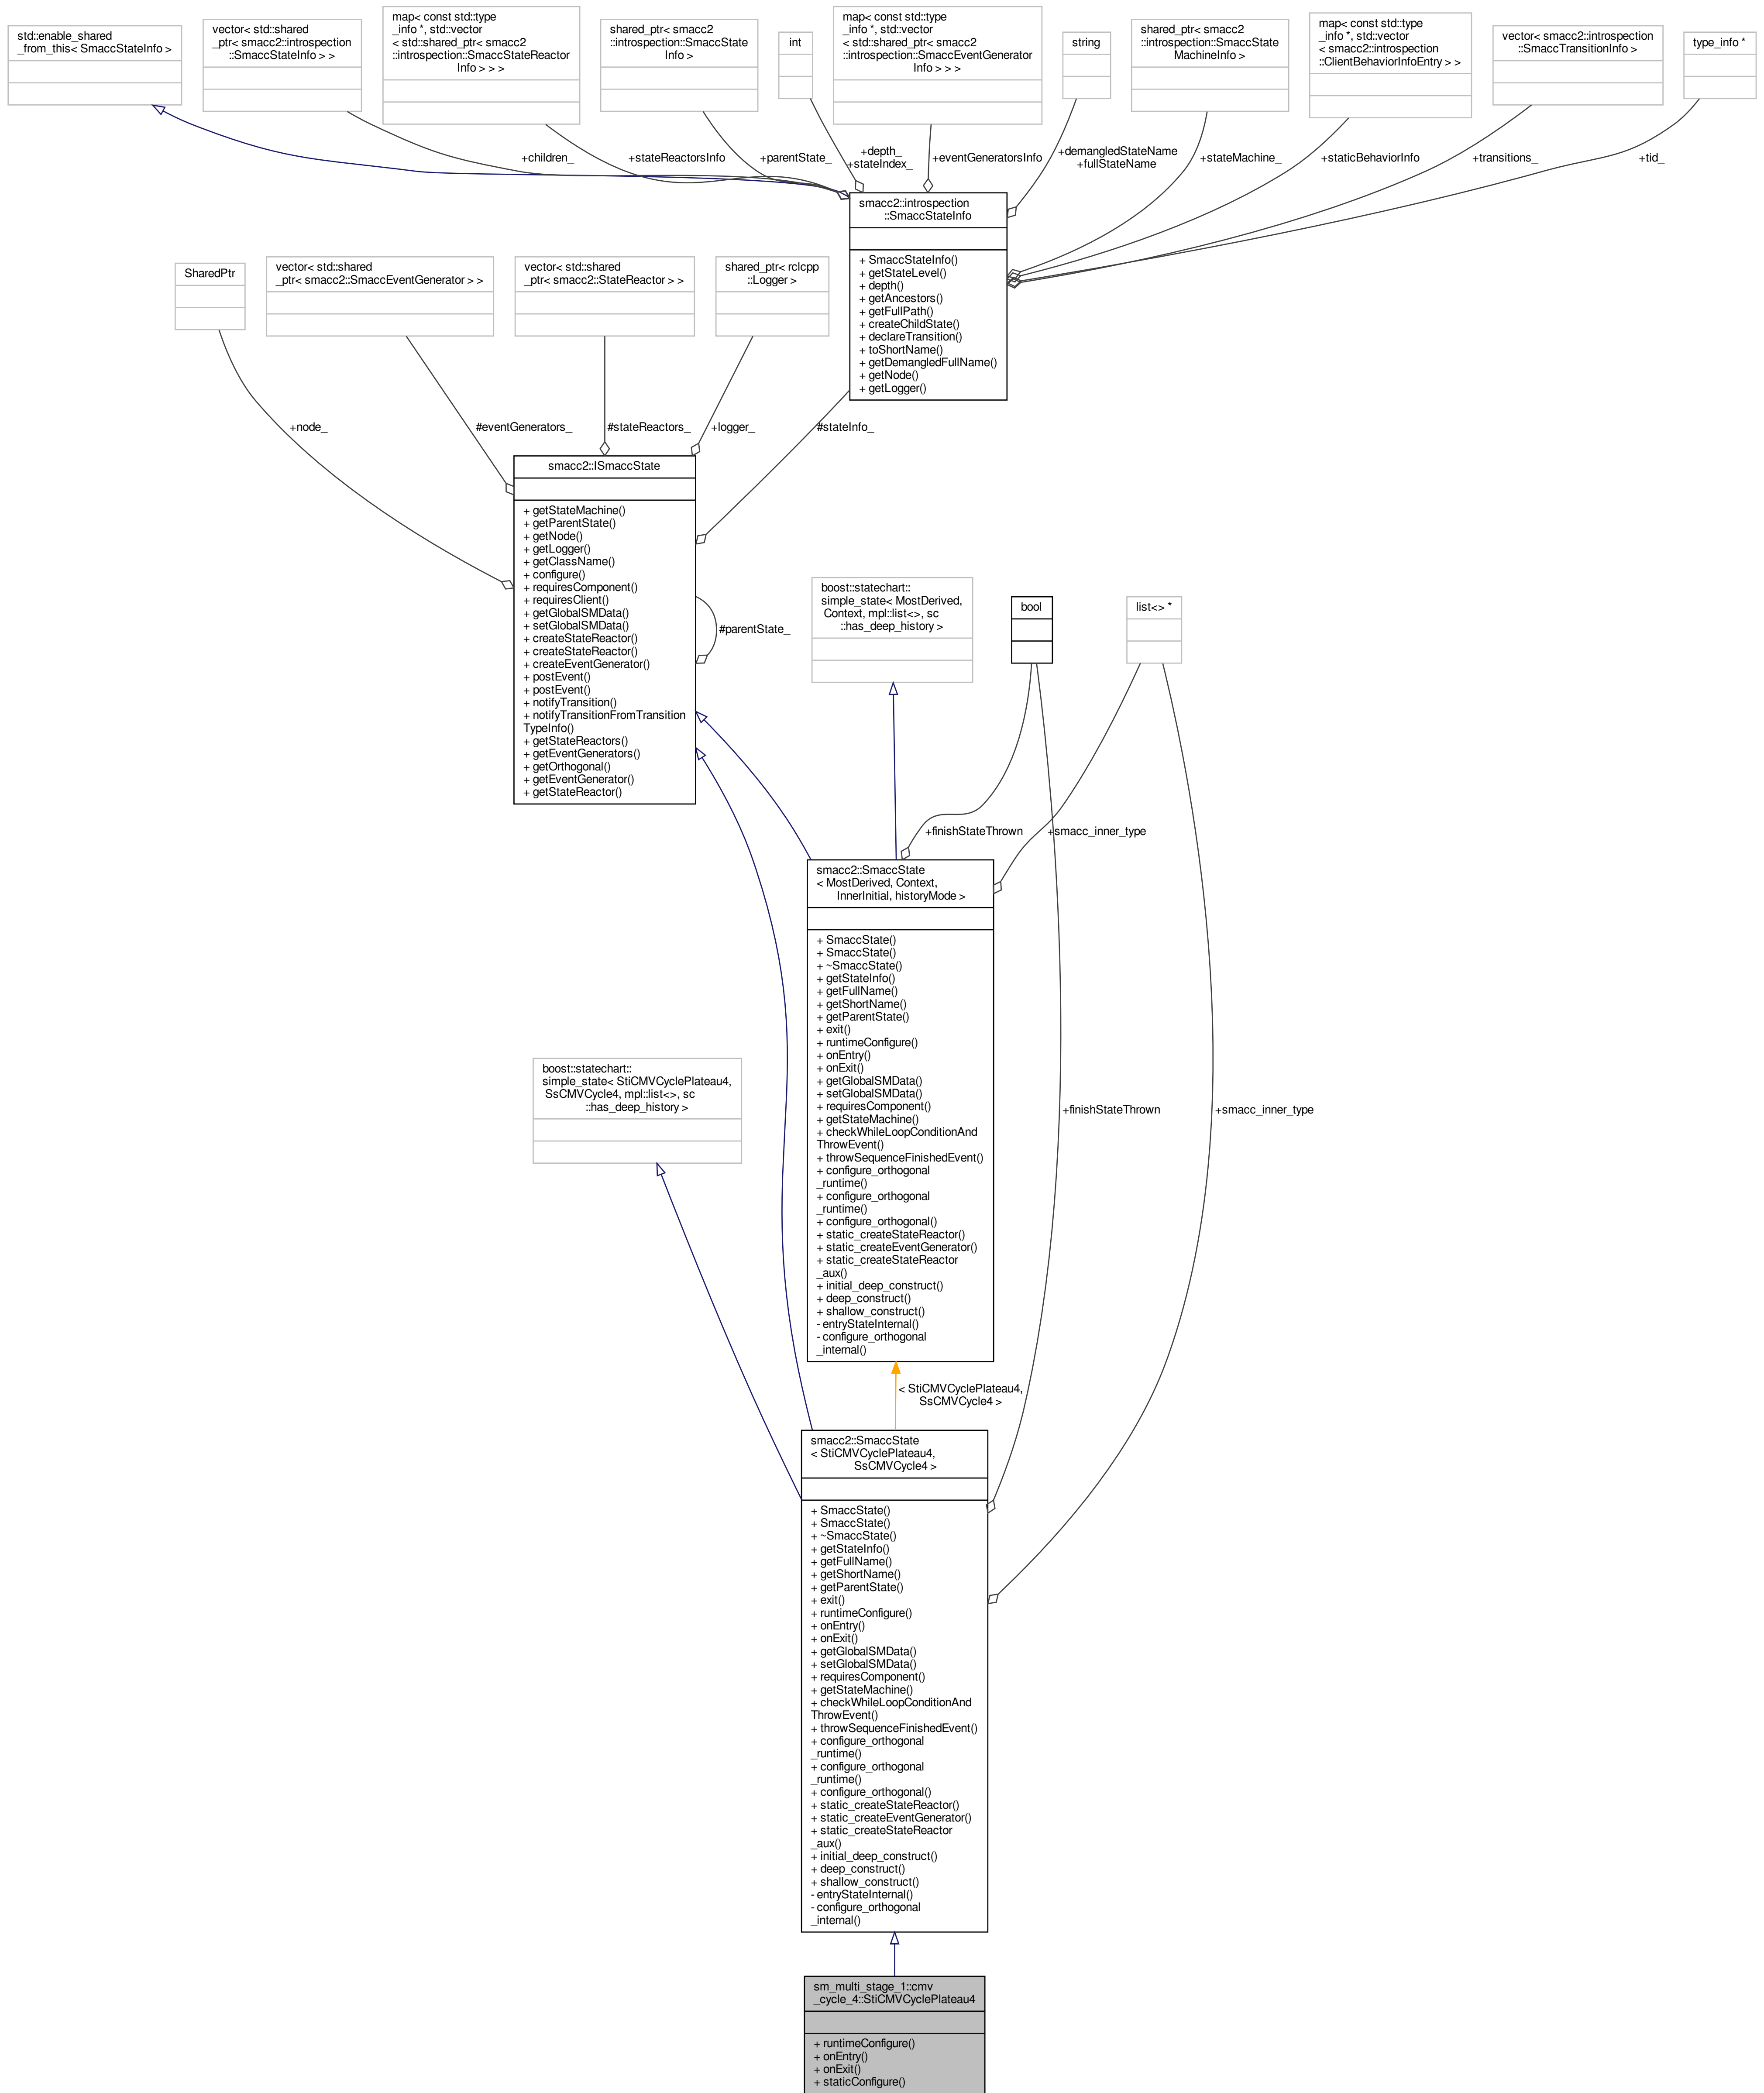 std::enable_shared
_from_this< SmaccStateInfo >
vector< std::shared
_ptr< smacc2::introspection
::SmaccStateInfo > >
map< const std::type
_info *, std::vector
< std::shared_ptr< smacc2
::introspection::SmaccStateReactor
Info > > >
shared_ptr< smacc2
::introspection::SmaccState
Info >
int
map< const std::type
_info *, std::vector
< std::shared_ptr< smacc2
::introspection::SmaccEventGenerator
Info > > >
string
shared_ptr< smacc2
::introspection::SmaccState
MachineInfo >
map< const std::type
_info *, std::vector
< smacc2::introspection
::ClientBehaviorInfoEntry > >
vector< smacc2::introspection
::SmaccTransitionInfo >
type_info *
+children_
+stateReactorsInfo
+parentState_
+depth_
+stateIndex_
+eventGeneratorsInfo
+demangledStateName
+fullStateName
+stateMachine_
+staticBehaviorInfo
+transitions_
+tid_
smacc2::introspection
::SmaccStateInfo
+ SmaccStateInfo()
+ getStateLevel()
+ depth()
+ getAncestors()
+ getFullPath()
+ createChildState()
+ declareTransition()
+ toShortName()
+ getDemangledFullName()
+ getNode()
+ getLogger()
SharedPtr
vector< std::shared
_ptr< smacc2::SmaccEventGenerator > >
vector< std::shared
_ptr< smacc2::StateReactor > >
shared_ptr< rclcpp
::Logger >
+node_
#eventGenerators_
#stateReactors_
+logger_
#stateInfo_
smacc2::ISmaccState
+ getStateMachine()
+ getParentState()
+ getNode()
+ getLogger()
+ getClassName()
+ configure()
+ requiresComponent()
+ requiresClient()
+ getGlobalSMData()
+ setGlobalSMData()
+ createStateReactor()
+ createStateReactor()
+ createEventGenerator()
+ postEvent()
+ postEvent()
+ notifyTransition()
+ notifyTransitionFromTransition
TypeInfo()
+ getStateReactors()
+ getEventGenerators()
+ getOrthogonal()
+ getEventGenerator()
+ getStateReactor()
#parentState_
boost::statechart::
simple_state< MostDerived,
Context, mpl::list<>, sc
::has_deep_history >
bool
list<> *
+finishStateThrown
+smacc_inner_type
smacc2::SmaccState
< MostDerived, Context,
InnerInitial, historyMode >
+ SmaccState()
+ SmaccState()
+ ~SmaccState()
+ getStateInfo()
+ getFullName()
+ getShortName()
+ getParentState()
+ exit()
+ runtimeConfigure()
+ onEntry()
+ onExit()
+ getGlobalSMData()
+ setGlobalSMData()
+ requiresComponent()
+ getStateMachine()
+ checkWhileLoopConditionAnd
ThrowEvent()
+ throwSequenceFinishedEvent()
+ configure_orthogonal
_runtime()
+ configure_orthogonal
_runtime()
+ configure_orthogonal()
+ static_createStateReactor()
+ static_createEventGenerator()
+ static_createStateReactor
_aux()
+ initial_deep_construct()
+ deep_construct()
+ shallow_construct()
- entryStateInternal()
- configure_orthogonal
_internal()
boost::statechart::
simple_state< StiCMVCyclePlateau4,
SsCMVCycle4, mpl::list<>, sc
::has_deep_history >
+finishStateThrown
+smacc_inner_type
< StiCMVCyclePlateau4,
SsCMVCycle4 >
smacc2::SmaccState
< StiCMVCyclePlateau4,
SsCMVCycle4 >
+ SmaccState()
+ SmaccState()
+ ~SmaccState()
+ getStateInfo()
+ getFullName()
+ getShortName()
+ getParentState()
+ exit()
+ runtimeConfigure()
+ onEntry()
+ onExit()
+ getGlobalSMData()
+ setGlobalSMData()
+ requiresComponent()
+ getStateMachine()
+ checkWhileLoopConditionAnd
ThrowEvent()
+ throwSequenceFinishedEvent()
+ configure_orthogonal
_runtime()
+ configure_orthogonal
_runtime()
+ configure_orthogonal()
+ static_createStateReactor()
+ static_createEventGenerator()
+ static_createStateReactor
_aux()
+ initial_deep_construct()
+ deep_construct()
+ shallow_construct()
- entryStateInternal()
- configure_orthogonal
_internal()
sm_multi_stage_1::cmv
_cycle_4::StiCMVCyclePlateau4
+ runtimeConfigure()
+ onEntry()
+ onExit()
+ staticConfigure()